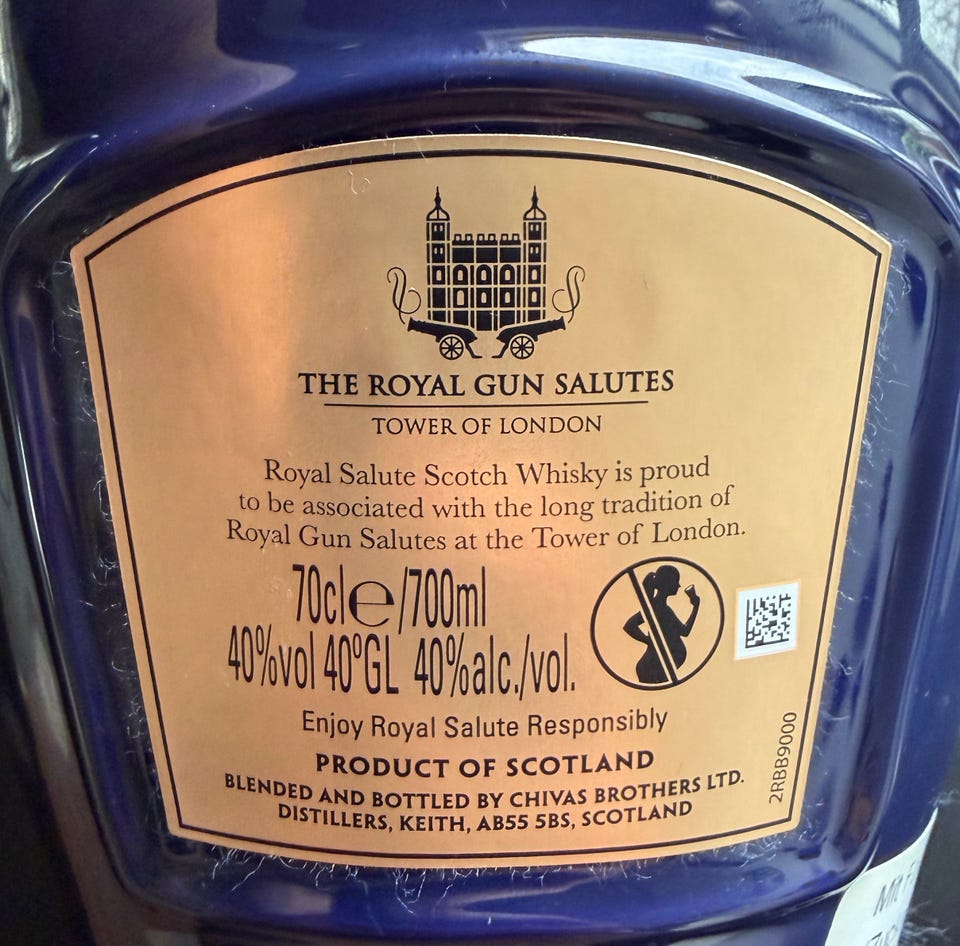 THE ROYAL GUN SALUTES
TOWER OF LONDON
Royal Salute Scotch Whisky is proud
to be associated with the long tradition of
Royal Gun Salutes at the Tower of London.
70cl℮/700ml
40%vol 40ºGL 40%alc./vol.
Enjoy Royal Salute Responsibly
PRODUCT OF SCOTLAND
BLENDED AND BOTTLED BY CHIVAS BROTHERS LTD.
DISTILLERS, KEITH, AB55 5BS, SCOTLAND
2RBB9000
Mit